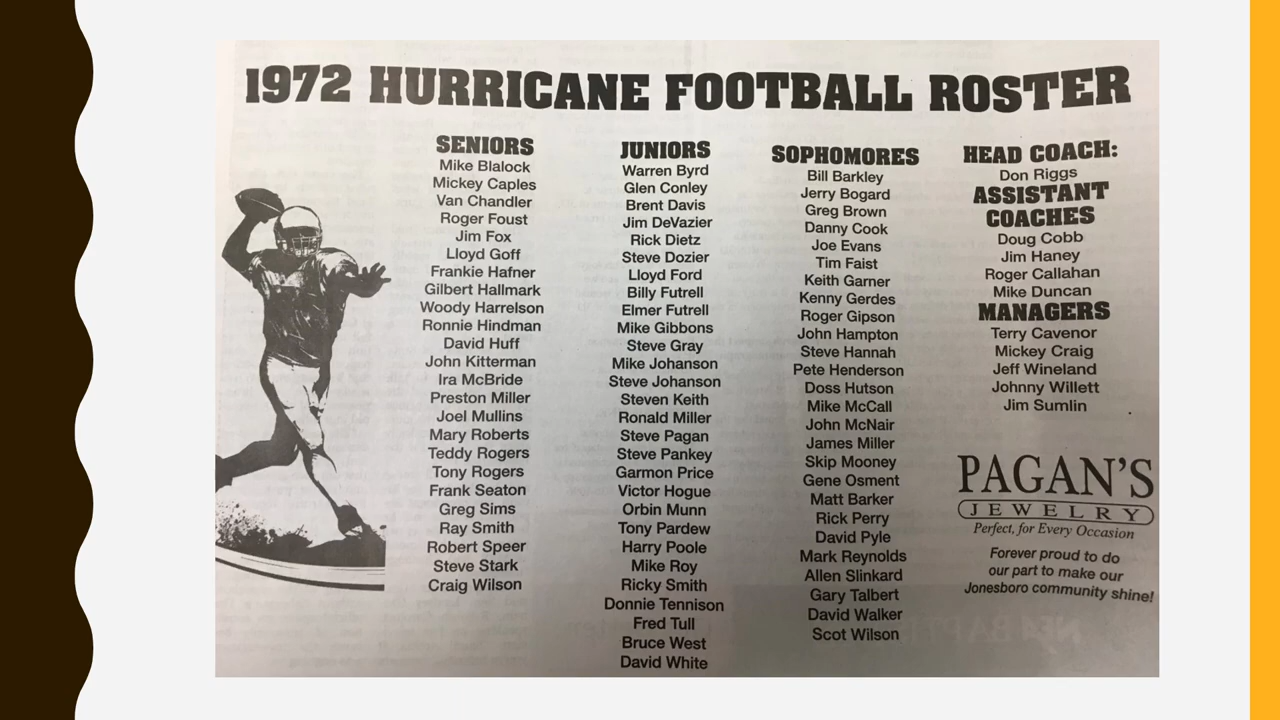 1972 HURRICANE FOOTBALL ROSTER
SENIORS
Mike Blalock
Mickey Caples
Van Chandler
Roger Foust
Jim Fox
Lloyd Goff
Frankie Hafner
Gilbert Hallmark
Woody Harrelson
Ronnie Hindman
David Huff
John Kitterman
Ira McBride
Preston Miller
Joel Mullins
Mary Roberts
Teddy Rogers
Tony Rogers
Frank Seaton
Greg Sims
Ray Smith
Robert Speer
Steve Stark
Craig Wilson
JUNIORS
Warren Byrd
Glen Conley
Brent Davis
Jim DeVazier
Rick Dietz
Steve Dozier
Lloyd Ford
Billy Futrell
Elmer Futrell
Mike Gibbons
Steve Gray
Mike Johanson
Steve Johanson
Steven Keith
Ronald Miller
Steve Pagan
Steve Pankey
Garmon Price
Victor Hogue
Orbin Munn
Tony Pardew
Harry Poole
Mike Roy
Ricky Smith
Donnie Tennison
Fred Tull
Bruce West
David White
SOPHOMORES
Bill Barkley
Jerry Bogard
Greg Brown
Danny Cook
Joe Evans
Tim Faist
Keith Garner
Kenny Gerdes
Roger Gipson
John Hampton
Steve Hannah
Pete Henderson
Doss Hutson
Mike McCall
John McNair
James Miller
Skip Mooney
Gene Osment
Matt Barker
Rick Perry
David Pyle
Mark Reynolds
Allen Slinkard
Gary Talbert
David Walker
Scot Wilson
HEAD COACH:
Don Riggs
ASSISTANT
COACHES
Doug Cobb
Jim Haney
Roger Callahan
Mike Duncan
MANAGERS
Terry Cavenor
Mickey Craig
Jeff Wineland
Johnny Willett
Jim Sumlin
PAGAN'S
JEWELRY
Perfect, for Every Occasion
Forever proud to do
our part to make our
Jonesboro community shine!